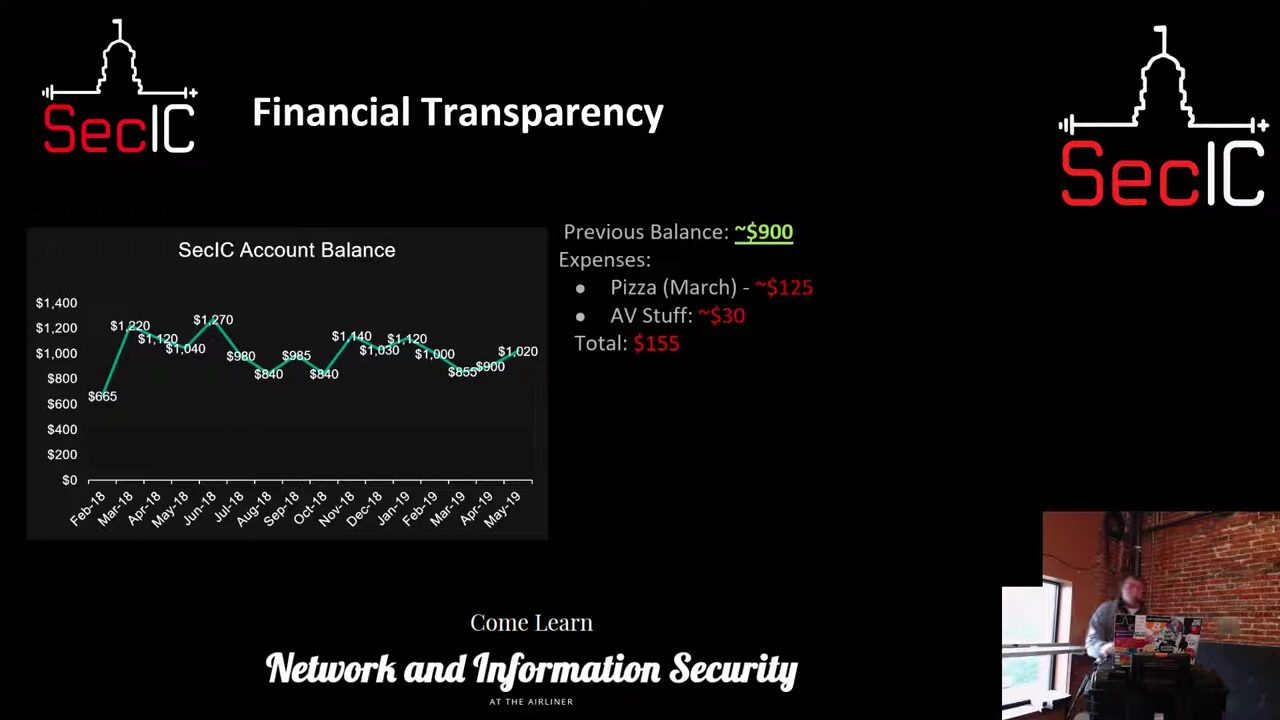 SecIC
Financial Transparency
SecIC
SecIC Account Balance
$1,400
$1,200
$1,000
$800
$600
$400
$200
$0
$665
$1,220
$1,120
$1,040
$1,270
$980
$840
$985
$840
$1,140
$1,030
$1,120
$1,000
$855
$900
$1,020
Feb-18
Mar-18
Apr-18
May-18
Jun-18
Jul-18
Aug-18
Sep-18
Oct-18
Nov-18
Dec-18
Jan-19
Feb-19
Mar-19
Apr-19
May-19
Previous Balance: ~$900
Expenses:
● Pizza (March) - ~$125
● AV Stuff: ~$30
Total: $155
Come Learn
Network and Information Security
AT THE AIRLINER